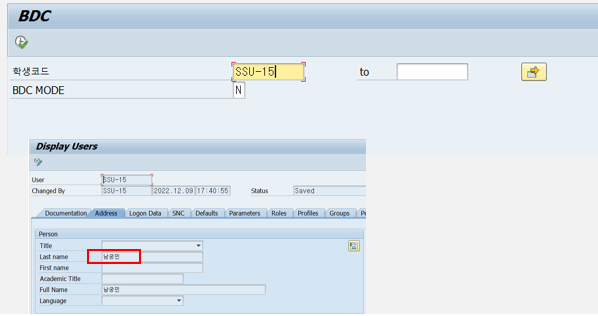 BDC
학생코드 SSU-15 to
BDC MODE N
Display Users
User SSU-15
Changed By SSU-15 2022.12.09 17:40:55 Status Saved
Documentation Address Logon Data SNC Defaults Parameters Roles Profiles Groups
Person
Title
Last name 남궁민
First name
Academic Title
Full Name 남궁민
Language